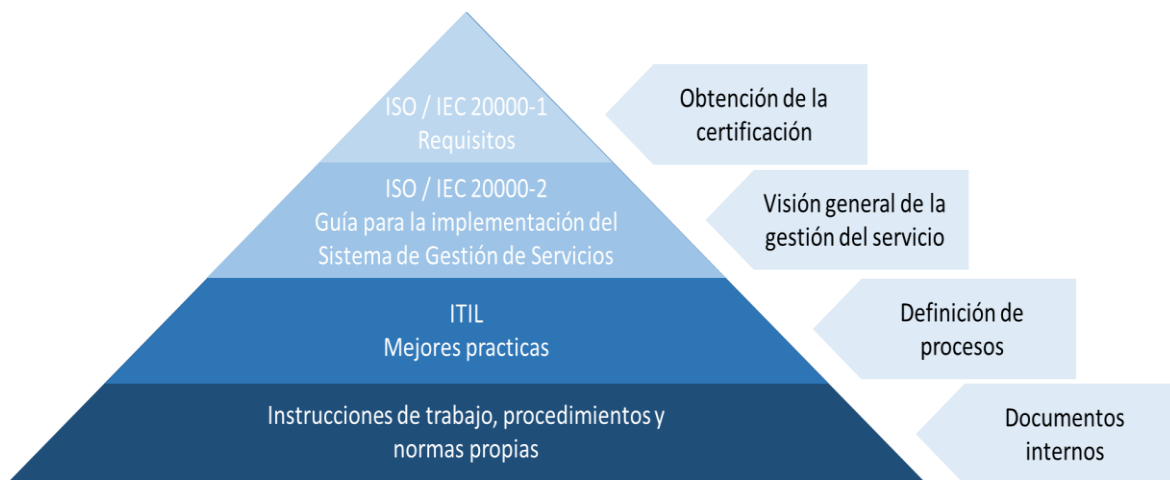 ISO / IEC 20000-1
Requisitos
Obtención de la
certificación
ISO / IEC 20000-2
Guía para la implementación del
Sistema de Gestión de Servicios
Visión general de la
gestión del servicio
ITIL
Mejores practicas
Definición de
procesos
Instrucciones de trabajo, procedimientos y
normas propias
Documentos
internos